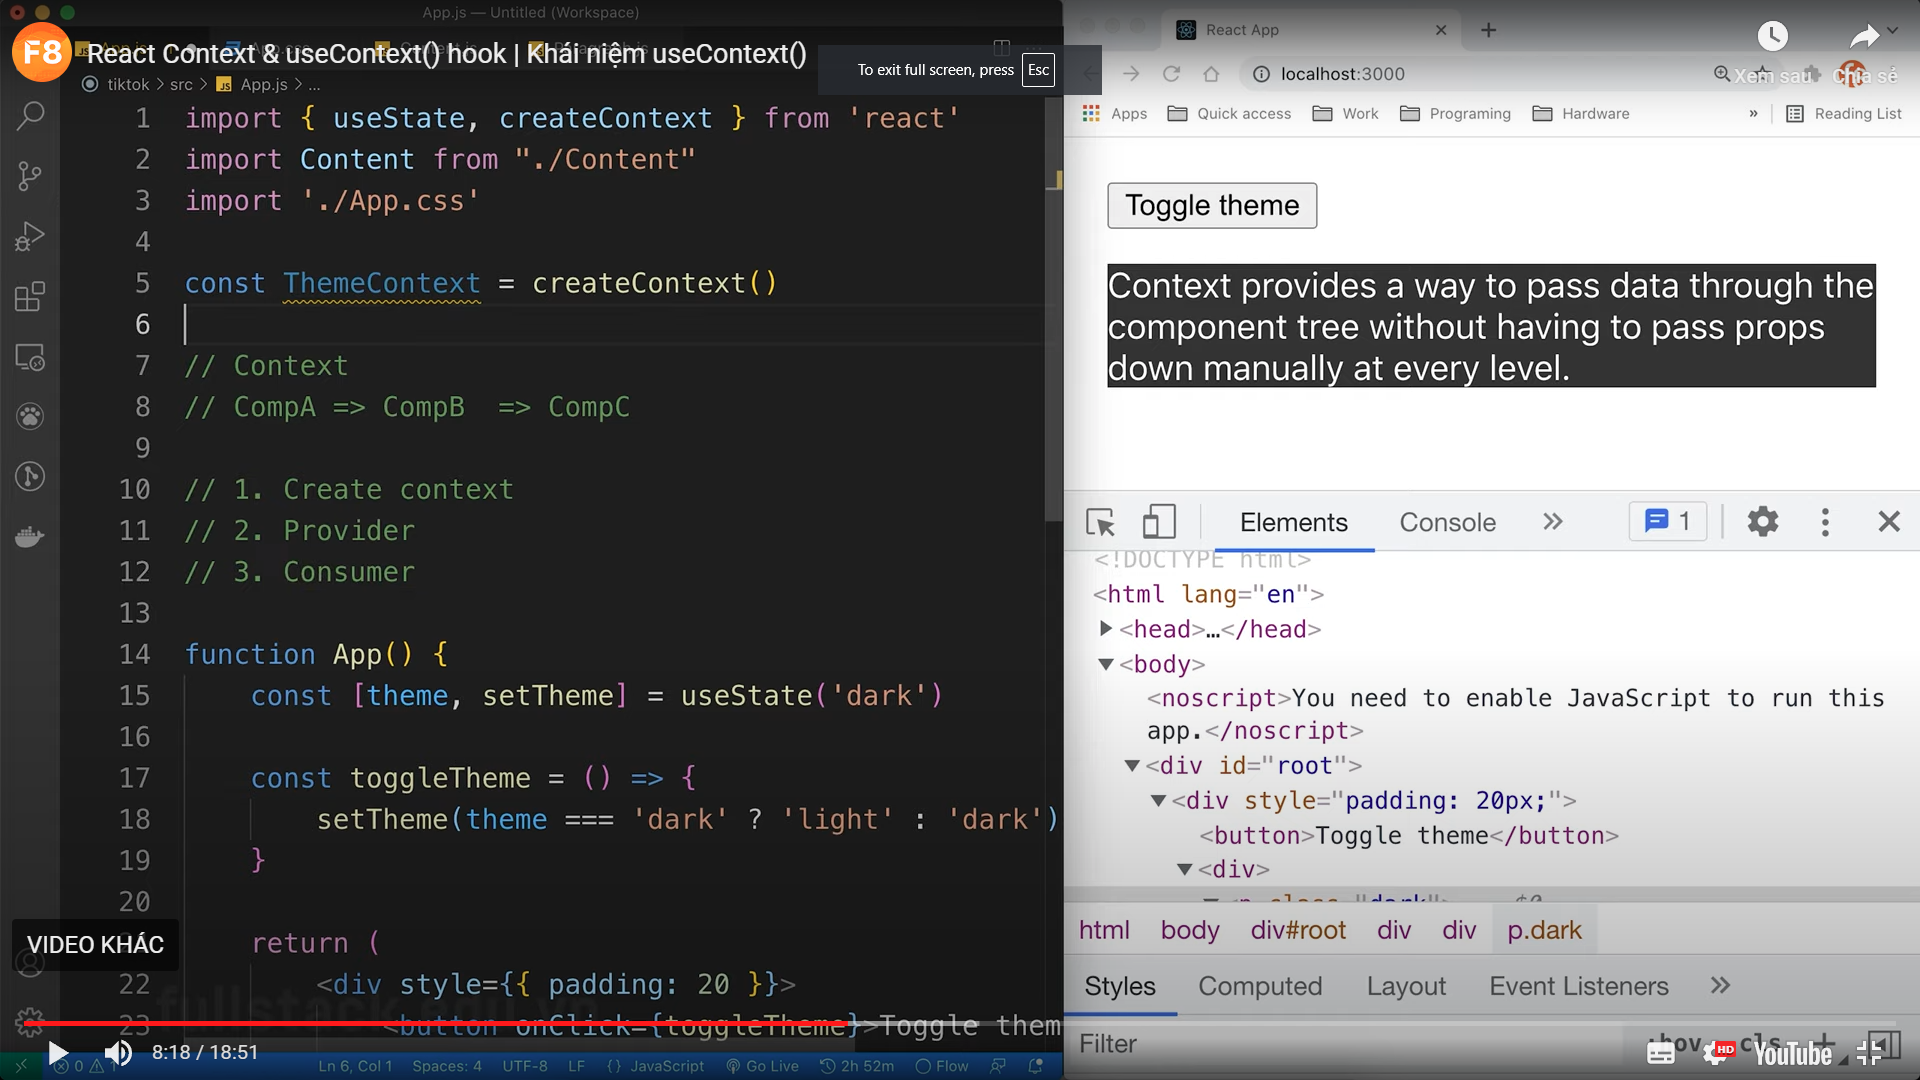 App.js — Untitled (Workspace)
F8
React Context & useContext() hook | Khái niệm useContext()
To exit full screen, press Esc
tiktok > src > App.js > ...
1 import { useState, createContext } from 'react'
2 import Content from "./Content"
3 import './App.css'
4
5 const ThemeContext = createContext()
6
7 // Context
8 // CompA => CompB  => CompC
9
10 // 1. Create context
11 // 2. Provider
12 // 3. Consumer
13
14 function App() {
15 const [theme, setTheme] = useState('dark')
16
17 const toggleTheme = () => {
18 setTheme(theme === 'dark' ? 'light' : 'dark')
19 }
20
return (
22 <div style={{ padding: 20 }}>
23 <button onClick={toggleTheme}>Toggle them
VIDEO KHÁC
fullstack.edu.vn
8:18 / 18:51
0
Ln 6, Col 1 Spaces: 4 UTF-8 LF {} JavaScript Go Live 2h 52m Flow
React App
localhost:3000
Xem sau Chia sẻ
Apps Quick access Work Programing Hardware » Reading List
Toggle theme
Context provides a way to pass data through the
component tree without having to pass props
down manually at every level.
Elements Console » 1
<!DOCTYPE html>
<html lang="en">
<head>…</head>
<body>
<noscript>You need to enable JavaScript to run this
app.</noscript>
<div id="root">
<div style="padding: 20px;">
<button>Toggle theme</button>
<div>
html body div#root div div p.dark
Styles Computed Layout Event Listeners »
Filter :hov .cls +
HD YouTube